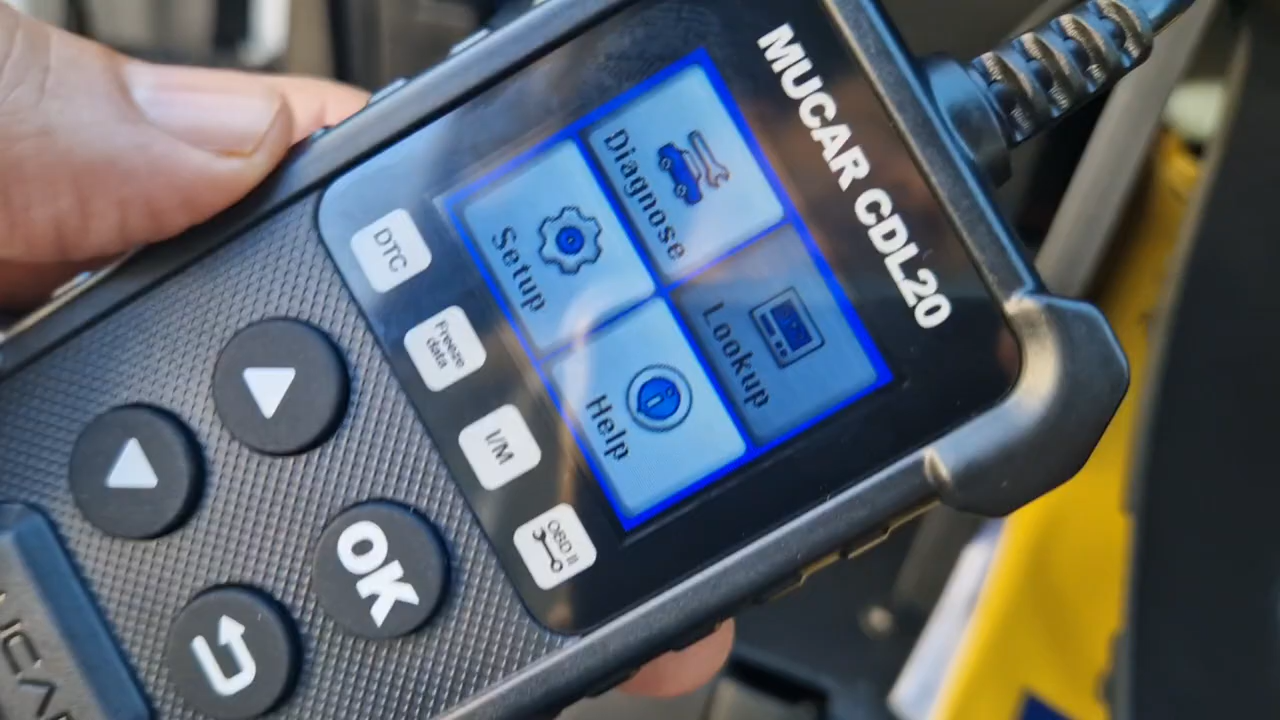 MUCAR CDL20
Diagnose
Lookup
Setup
Help
DTC
Freeze
data
I/M
OBD II
OK